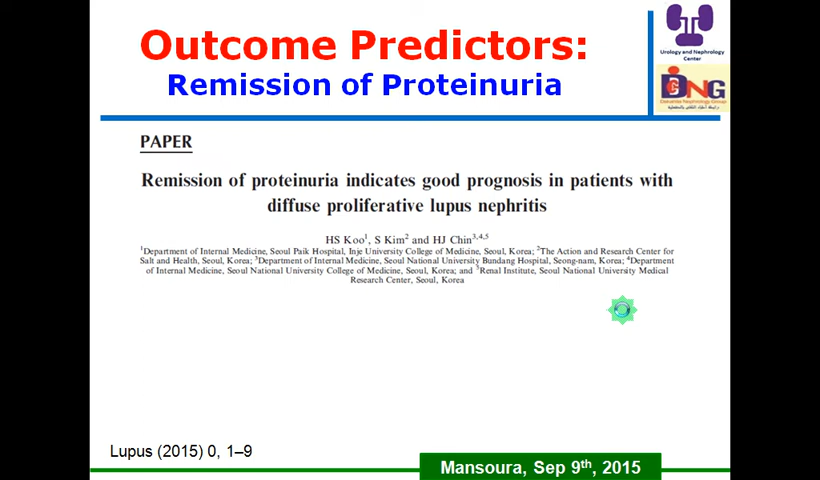 Outcome Predictors:
Remission of Proteinuria
Urology and Nephrology
Center
DNG
Dakahlia Nephrology Group
PAPER
Remission of proteinuria indicates good prognosis in patients with
diffuse proliferative lupus nephritis
HS Koo1, S Kim2 and HJ Chin3,4,5
1Department of Internal Medicine, Seoul Paik Hospital, Inje University College of Medicine, Seoul, Korea; 2The Action and Research Center for
Salt and Health, Seoul, Korea; 3Department of Internal Medicine, Seoul National University Bundang Hospital, Seong-nam, Korea; 4Department
of Internal Medicine, Seoul National University College of Medicine, Seoul, Korea; and 5Renal Institute, Seoul National University Medical
Research Center, Seoul, Korea
Lupus (2015) 0, 1–9
Mansoura, Sep 9th, 2015